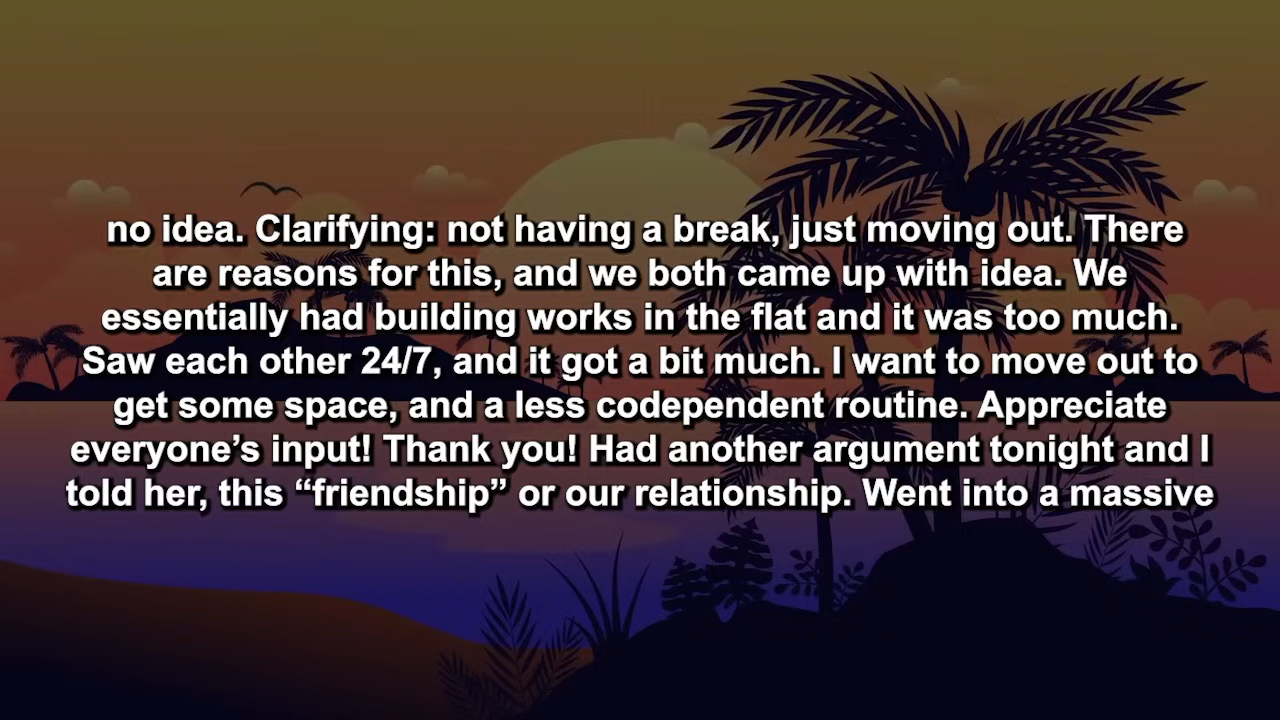 no idea. Clarifying: not having a break, just moving out. There
are reasons for this, and we both came up with idea. We
essentially had building works in the flat and it was too much.
Saw each other 24/7, and it got a bit much. I want to move out to
get some space, and a less codependent routine. Appreciate
everyone’s input! Thank you! Had another argument tonight and I
told her, this “friendship” or our relationship. Went into a massive